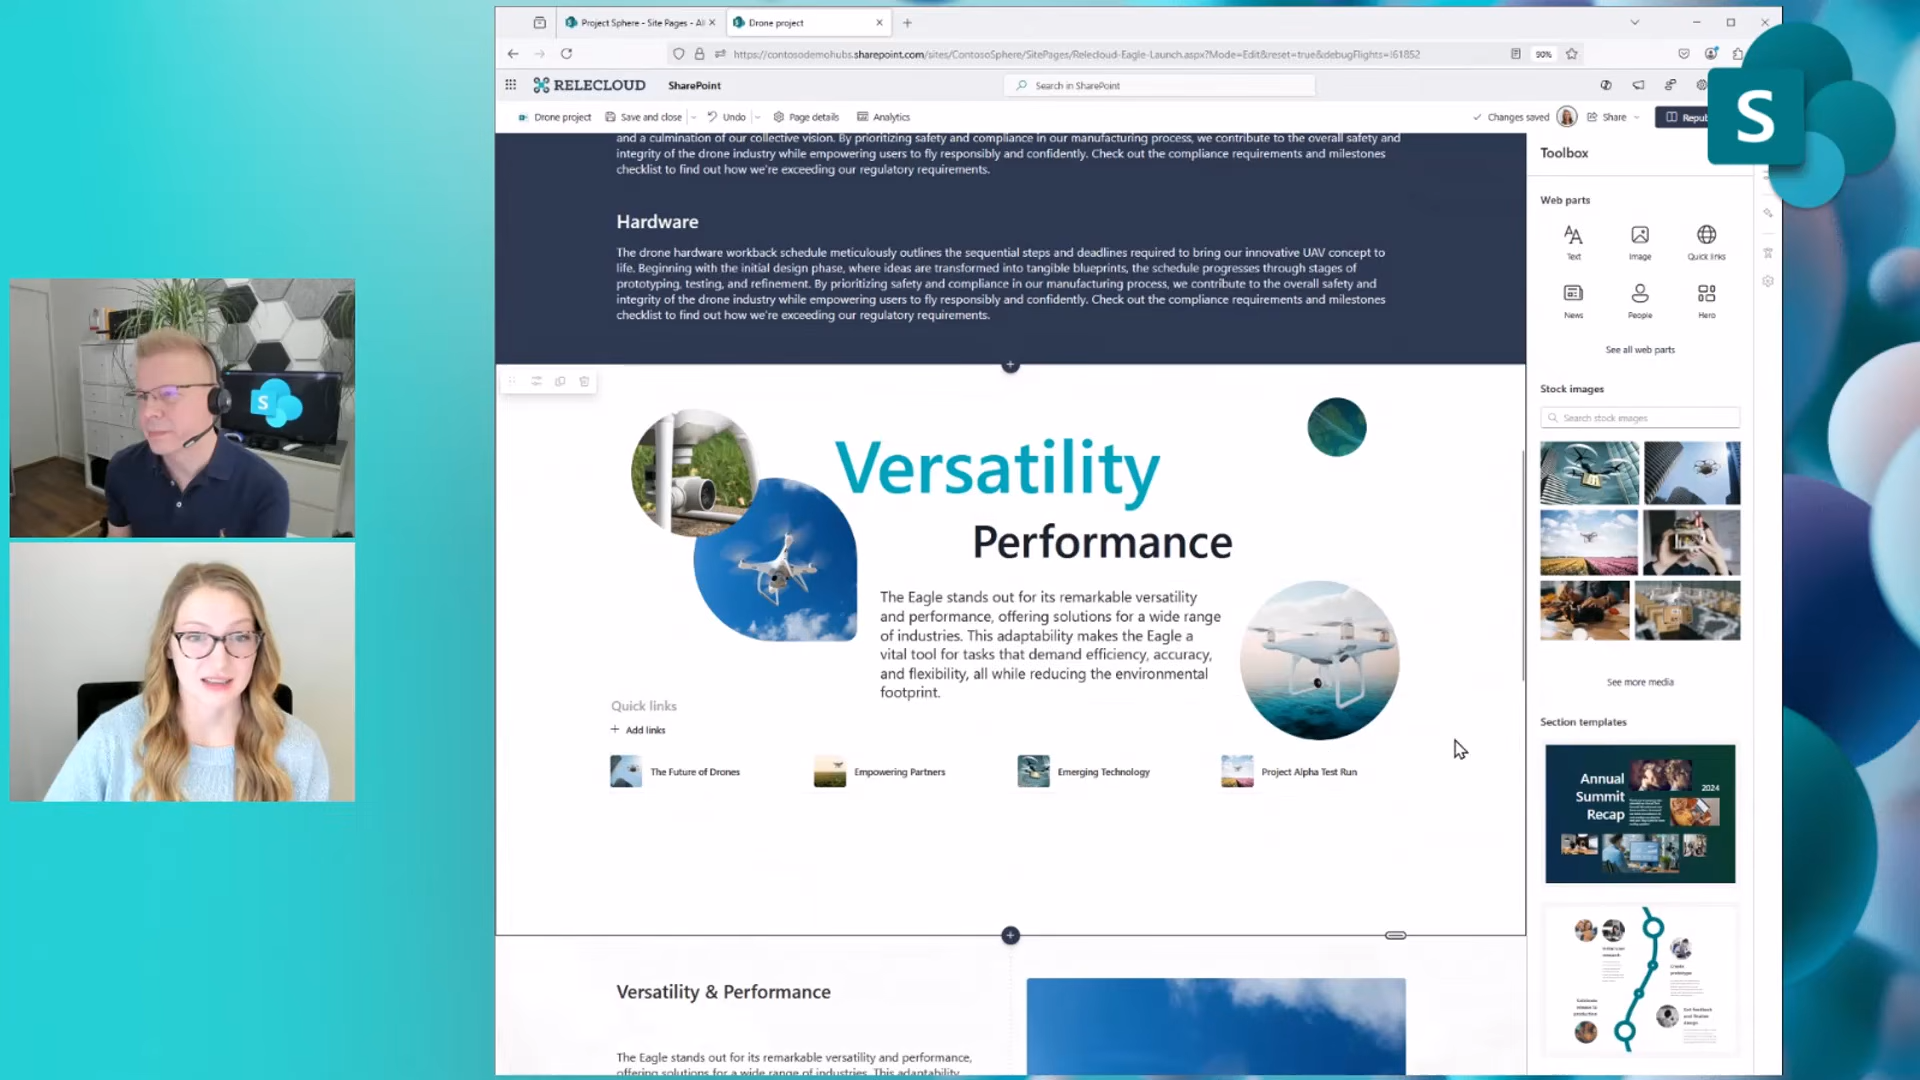 Project Sphere - Site Pages - All
Drone project
https://contosodemohubs.sharepoint.com/sites/ContosoSphere/SitePages/Relecloud-Eagle-Launch.aspx?Mode=Edit&reset=true&debugFlights=!61852
90%
RELECLOUD
SharePoint
Search in SharePoint
Drone project
Save and close
Undo
Page details
Analytics
Changes saved
Share
Repub
S
and a culmination of our collective vision. By prioritizing safety and compliance in our manufacturing process, we contribute to the overall safety and
integrity of the drone industry while empowering users to fly responsibly and confidently. Check out the compliance requirements and milestones
checklist to find out how we're exceeding our regulatory requirements.
Hardware
The drone hardware workback schedule meticulously outlines the sequential steps and deadlines required to bring our innovative UAV concept to
life. Beginning with the initial design phase, where ideas are transformed into tangible blueprints, the schedule progresses through stages of
prototyping, testing, and refinement. By prioritizing safety and compliance in our manufacturing process, we contribute to the overall safety and
integrity of the drone industry while empowering users to fly responsibly and confidently. Check out the compliance requirements and milestones
checklist to find out how we're exceeding our regulatory requirements.
S
Versatility
Performance
The Eagle stands out for its remarkable versatility
and performance, offering solutions for a wide range
of industries. This adaptability makes the Eagle a
vital tool for tasks that demand efficiency, accuracy,
and flexibility, all while reducing the environmental
footprint.
Quick links
Add links
The Future of Drones
Empowering Partners
Emerging Technology
Project Alpha Test Run
Versatility & Performance
The Eagle stands out for its remarkable versatility and performance,
offering solutions for a wide range of industries. This adaptability
Toolbox
Web parts
Text
Image
Quick links
News
People
Hero
See all web parts
Stock images
Search stock images
See more media
Section templates
Annual
Summit
Recap
2024